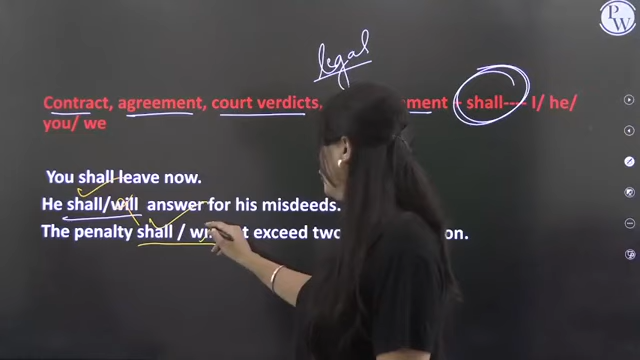 PW
legal
Contract, agreement, court verdicts, ement - shall---- I/ he/
you/ we
You shall leave now.
He shall/will answer for his misdeeds.
The penalty shall / exceed two on.